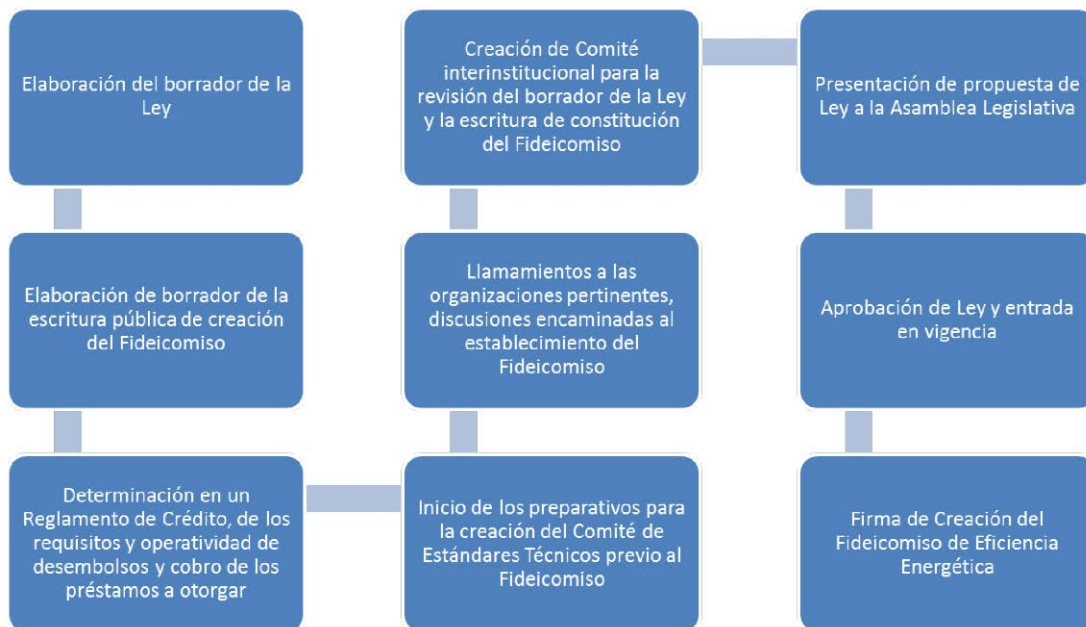 Elaboración del borrador de la
Ley
Elaboración de borrador de la
escritura pública de creación
del Fideicomiso
Determinación en un
Reglamento de Crédito, de los
requisitos y operatividad de
desembolsos y cobro de los
préstamos a otorgar
Inicio de los preparativos para
la creación del Comité de
Estándares Técnicos previo al
Fideicomiso
Llamamientos a las
organizaciones pertinentes,
discusiones encaminadas al
establecimiento del
Fideicomiso
Creación de Comité
interinstitucional para la
revisión del borrador de la Ley
y la escritura de constitución
del Fideicomiso
Presentación de propuesta de
Ley a la Asamblea Legislativa
Aprobación de Ley y entrada
en vigencia
Firma de Creación del
Fideicomiso de Eficiencia
Energética